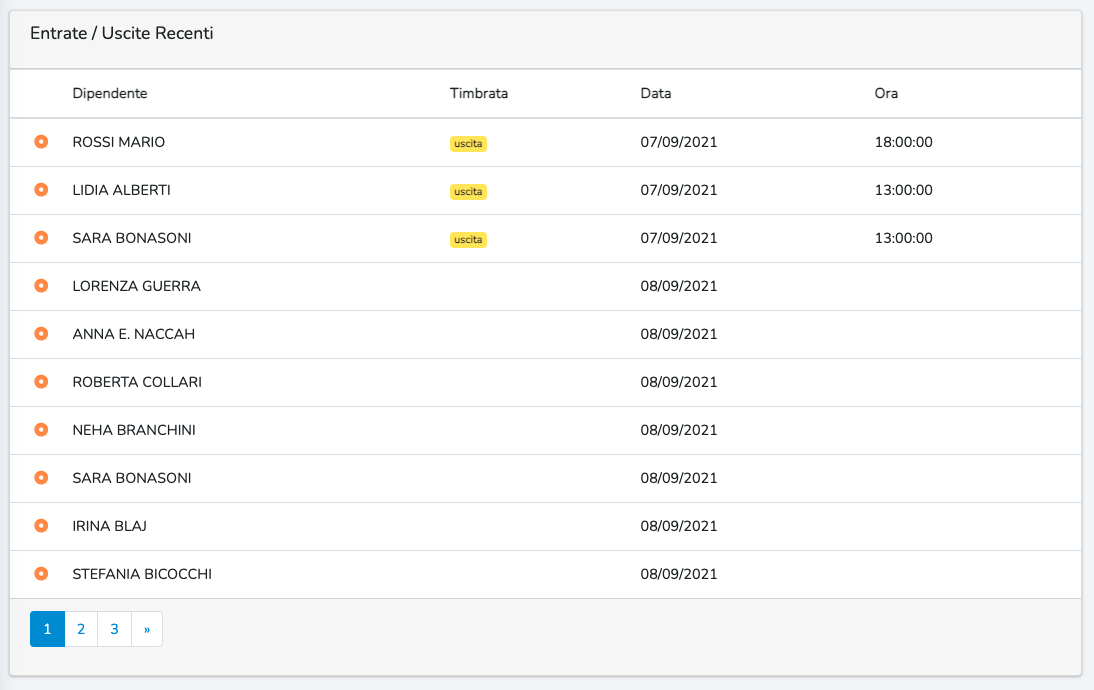 Entrate / Uscite Recenti
Dipendente Timbrata Data Ora
ROSSI MARIO uscita 07/09/2021 18:00:00
LIDIA ALBERTI uscita 07/09/2021 13:00:00
SARA BONASONI uscita 07/09/2021 13:00:00
LORENZA GUERRA 08/09/2021
ANNA E. NACCAH 08/09/2021
ROBERTA COLLARI 08/09/2021
NEHA BRANCHINI 08/09/2021
SARA BONASONI 08/09/2021
IRINA BLAJ 08/09/2021
STEFANIA BICOCCHI 08/09/2021
1 2 3 »